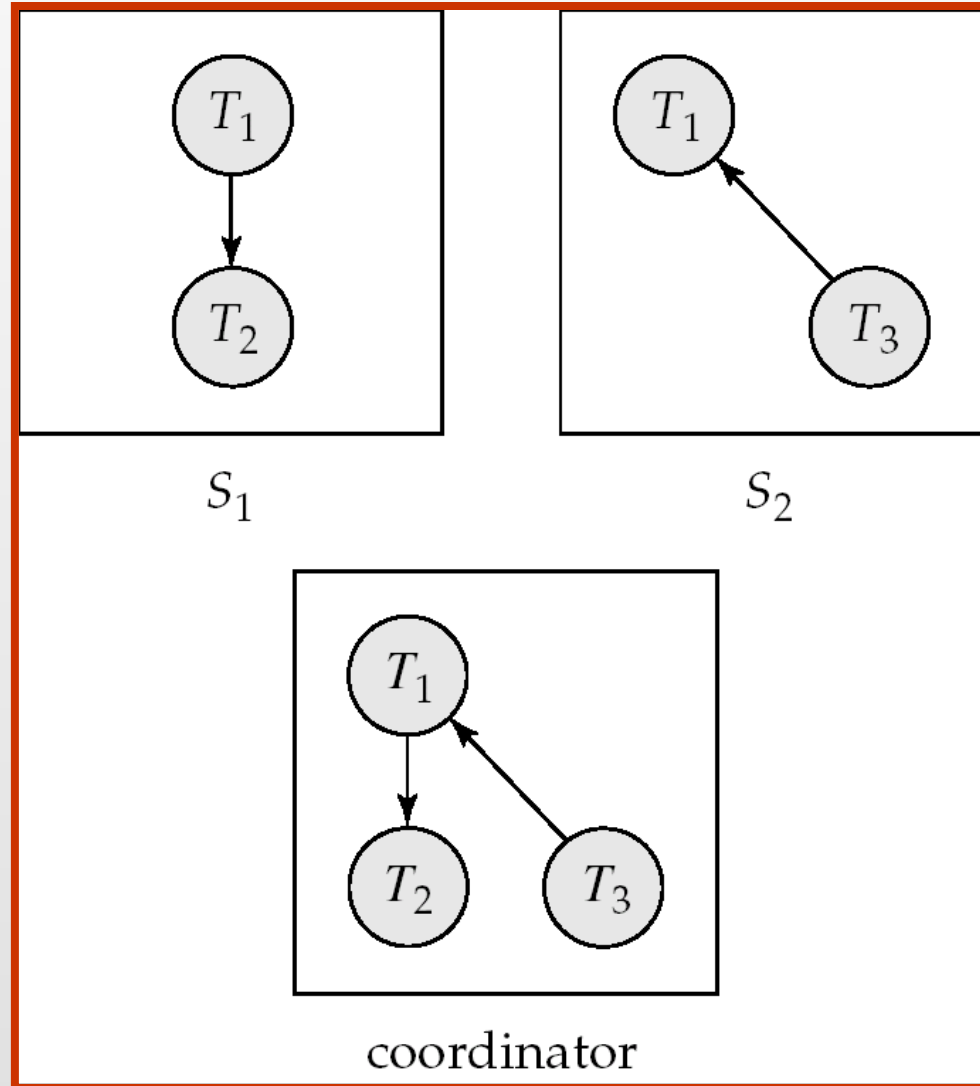 T₁ T₁
T₂ T₃
S₁ S₂
T₁
T₂ T₃
coordinator